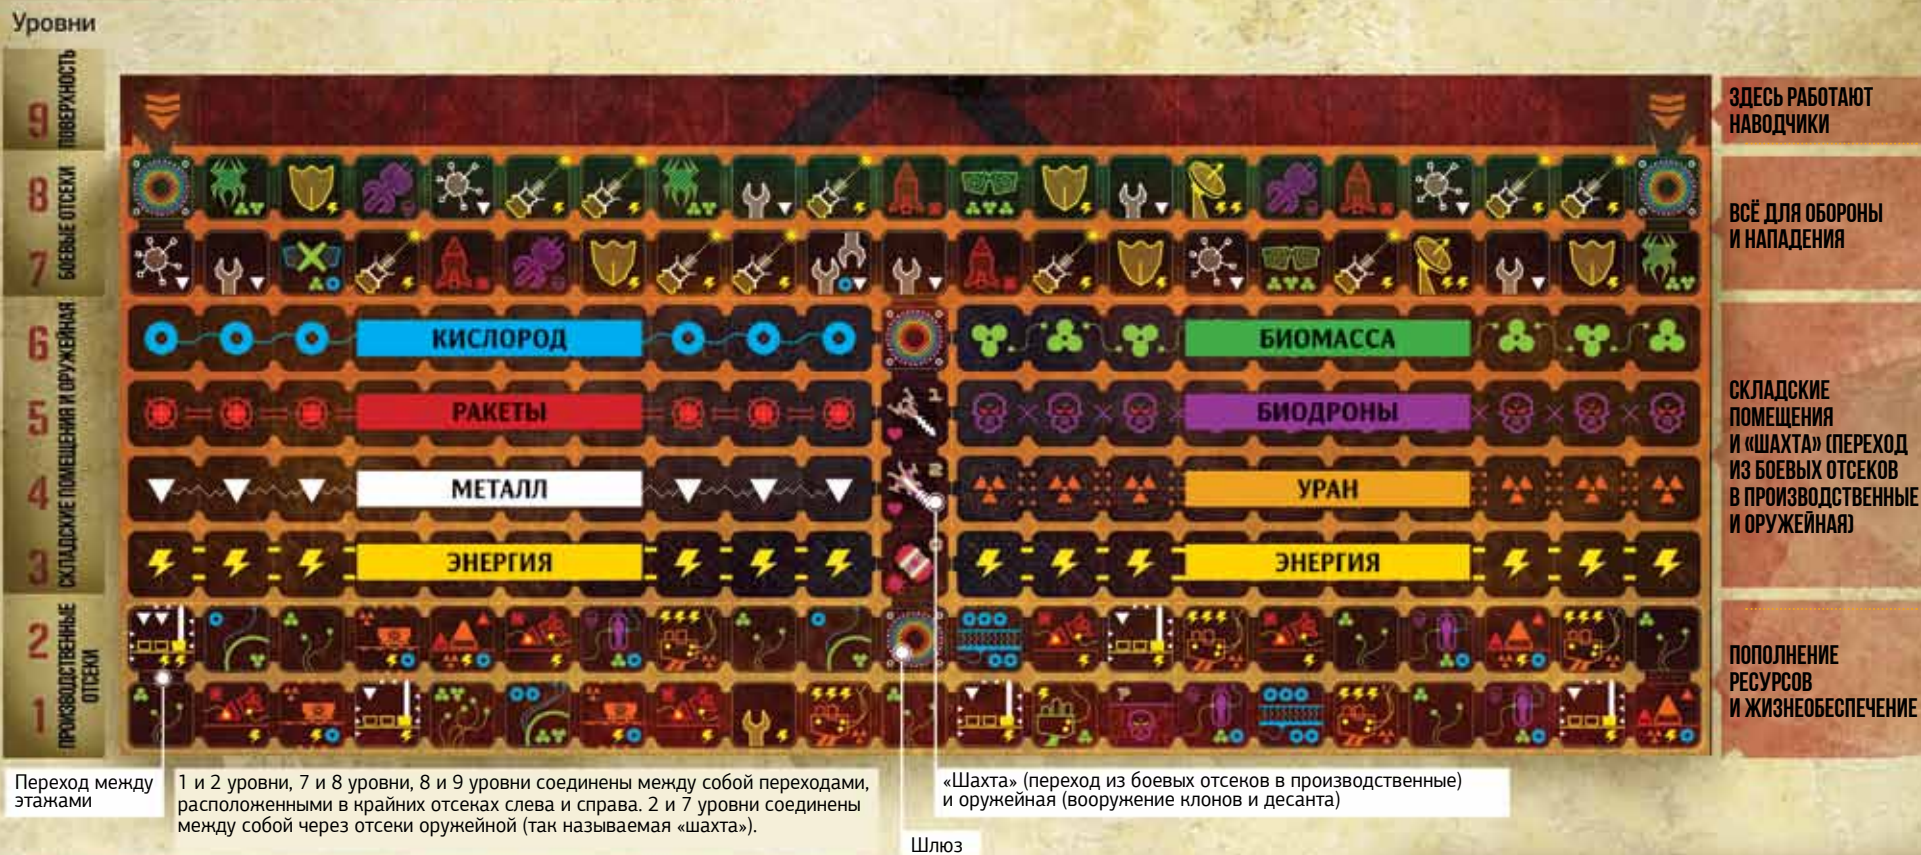 Уровни
9
ПОВЕРХНОСТЬ
ЗДЕСЬ РАБОТАЮТ
НАВОДЧИКИ
8
7
БОЕВЫЕ ОТСЕКИ
ВСЁ ДЛЯ ОБОРОНЫ
И НАПАДЕНИЯ
6
5
4
3
СКЛАДСКИЕ ПОМЕЩЕНИЯ И ОРУЖЕЙНАЯ
КИСЛОРОД
БИОМАССА
РАКЕТЫ
1
БИОДРОНЫ
МЕТАЛЛ
2
УРАН
ЭНЕРГИЯ
ЭНЕРГИЯ
СКЛАДСКИЕ
ПОМЕЩЕНИЯ
И «ШАХТА» (ПЕРЕХОД
ИЗ БОЕВЫХ ОТСЕКОВ
В ПРОИЗВОДСТВЕННЫЕ
И ОРУЖЕЙНАЯ)
2
1
ПРОИЗВОДСТВЕННЫЕ
ОТСЕКИ
ПОПОЛНЕНИЕ
РЕСУРСОВ
И ЖИЗНЕОБЕСПЕЧЕНИЕ
Переход между
этажами
1 и 2 уровни, 7 и 8 уровни, 8 и 9 уровни соединены между собой переходами,
расположенными в крайних отсеках слева и справа. 2 и 7 уровни соединены
между собой через отсеки оружейной (так называемая «шахта»).
«Шахта» (переход из боевых отсеков в производственные)
и оружейная (вооружение клонов и десанта)
Шлюз